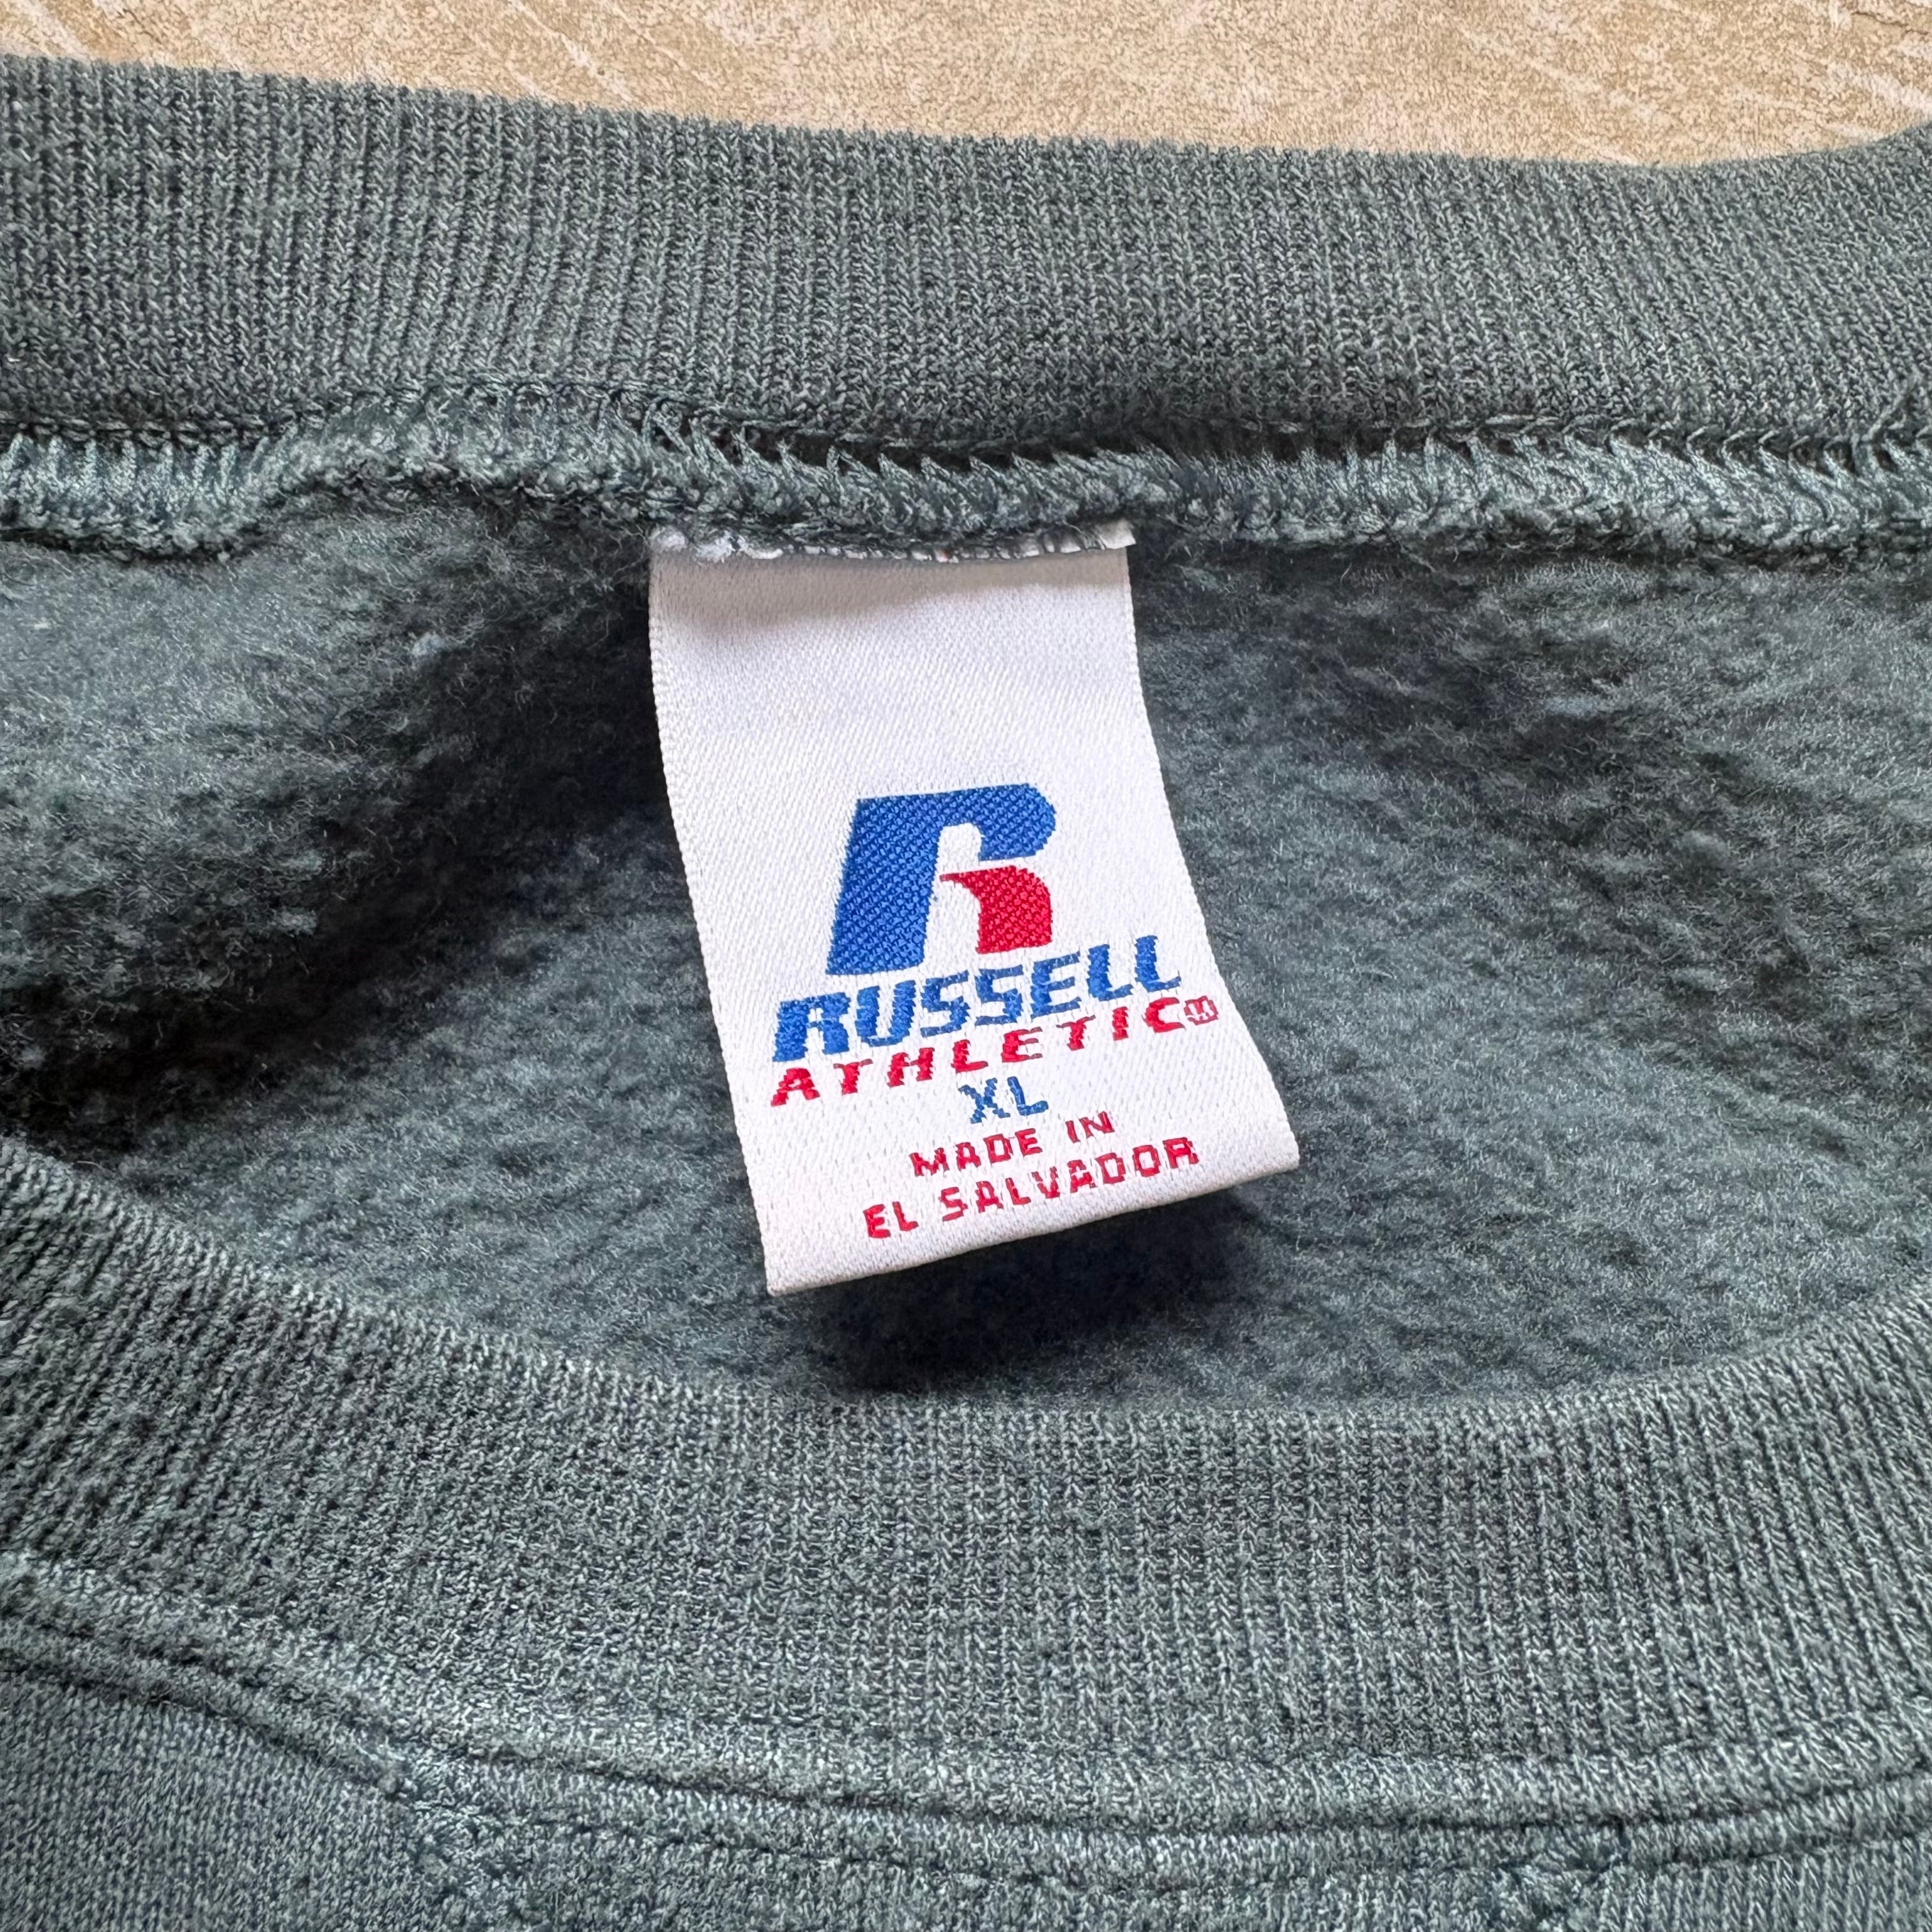 R
RUSSELL
ATHLETIC®
XL
MADE IN
EL SALVADOR